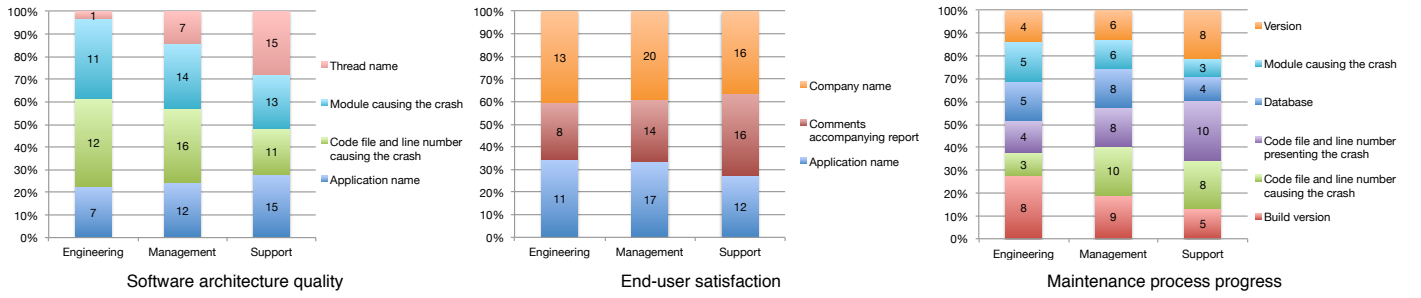 100%
90%
80%
70%
60%
50%
40%
30%
20%
10%
0%
1
11
12
7
7
14
16
12
15
13
11
15
Engineering
Management
Support
Thread name
Module causing the crash
Code file and line number
causing the crash
Application name
Software architecture quality
100%
90%
80%
70%
60%
50%
40%
30%
20%
10%
0%
13
8
11
20
14
17
16
16
12
Engineering
Management
Support
Company name
Comments
accompanying report
Application name
End-user satisfaction
100%
90%
80%
70%
60%
50%
40%
30%
20%
10%
0%
4
5
5
4
3
8
6
6
8
8
10
9
8
3
4
10
8
5
Engineering
Management
Support
Version
Module causing the crash
Database
Code file and line number
presenting the crash
Code file and line number
causing the crash
Build version
Maintenance process progress